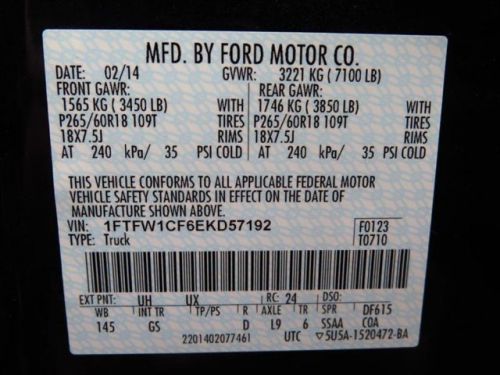 MFD. BY FORD MOTOR CO.
DATE: 02/14 GVWR: 3221 KG (7100 LB)
FRONT GAWR: REAR GAWR:
1565 KG (3450 LB) WITH 1746 KG (3850 LB) WITH
P265/60R18 109T TIRES P265/60R18 109T TIRES
18X7.5J RIMS 18X7.5J RIMS
AT 240 kPa/ 35 PSI COLD AT 240 kPa/ 35 PSI COLD
THIS VEHICLE CONFORMS TO ALL APPLICABLE FEDERAL MOTOR
VEHICLE SAFETY STANDARDS IN EFFECT ON THE DATE OF
MANUFACTURE SHOWN ABOVE.
VIN: 1FTFW1CF6EKD57192 F0123
TYPE: Truck T0710
EXT PNT: UH UX RC: 24 DSO:
WB INT TR TP/PS R AXLE TR SPR DF615
145 GS D L9 6 SSAA COA
2201402077461 UTC ▽5U5A-1520472-BA